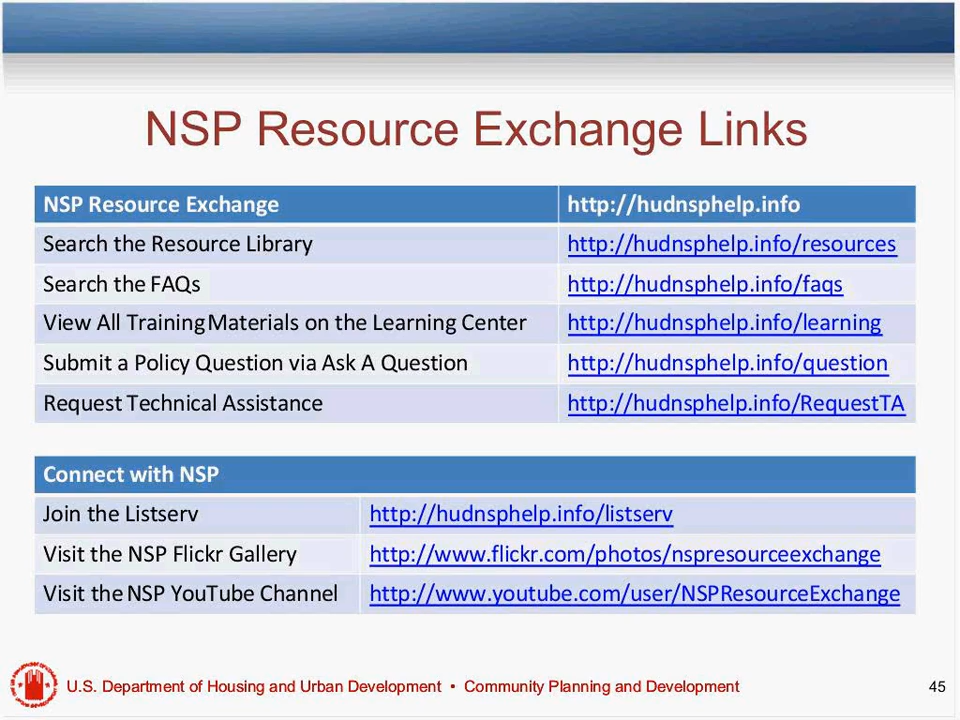 NSP Resource Exchange Links
NSP Resource Exchange http://hudnsphelp.info
Search the Resource Library http://hudnsphelp.info/resources
Search the FAQs http://hudnsphelp.info/faqs
View All Training Materials on the Learning Center http://hudnsphelp.info/learning
Submit a Policy Question via Ask A Question http://hudnsphelp.info/question
Request Technical Assistance http://hudnsphelp.info/RequestTA
Connect with NSP
Join the Listserv http://hudnsphelp.info/listserv
Visit the NSP Flickr Gallery http://www.flickr.com/photos/nspresourceexchange
Visit the NSP YouTube Channel http://www.youtube.com/user/NSPResourceExchange
U.S. Department of Housing and Urban Development • Community Planning and Development 45